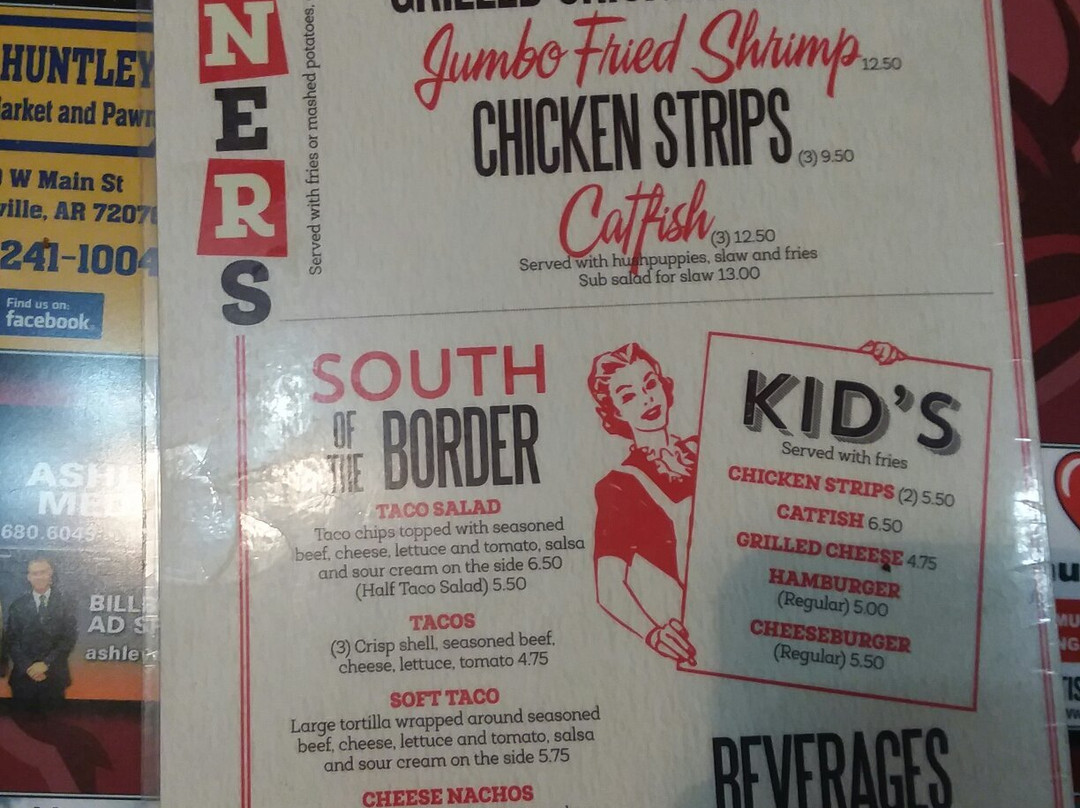 HUNTLEY
Market and Pawn
W Main St
ville, AR 7207
241-1004
Find us on:
facebook
ASH
MED
680.6049
BILL
AD S
ashle
NERS
Served with fries or mashed potatoes,
GRILLED
Jumbo Fried Shrimp 12.50
CHICKEN STRIPS (3) 9.50
Catfish (3) 12.50
Served with hushpuppies, slaw and fries
Sub salad for slaw 13.00
SOUTH
OF THE BORDER
TACO SALAD
Taco chips topped with seasoned
beef, cheese, lettuce and tomato, salsa
and sour cream on the side 6.50
(Half Taco Salad) 5.50
TACOS
(3) Crisp shell, seasoned beef,
cheese, lettuce, tomato 4.75
SOFT TACO
Large tortilla wrapped around seasoned
beef, cheese, lettuce and tomato, salsa
and sour cream on the side 5.75
CHEESE NACHOS
KID'S
Served with fries
CHICKEN STRIPS (2) 5.50
CATFISH 6.50
GRILLED CHEESE 4.75
HAMBURGER
(Regular) 5.00
CHEESEBURGER
(Regular) 5.50
BEVERAGES